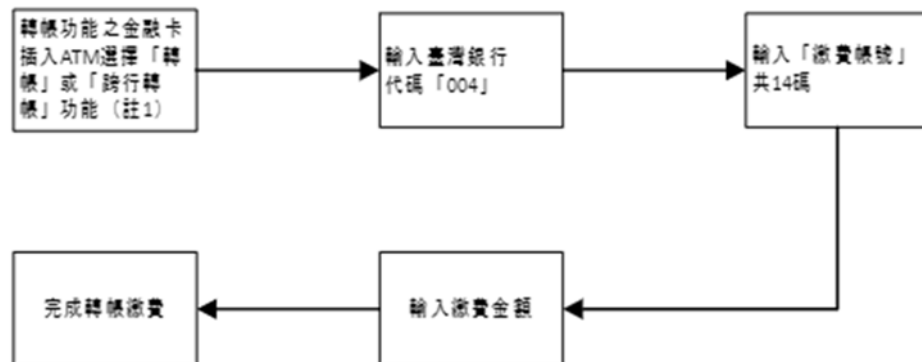 轉帳功能之金融卡
插入ATM選擇「轉
帳」或「跨行轉
帳」功能（註1）
輸入臺灣銀行
代碼「004」
輸入「繳費帳號」
共14碼
輸入繳費金額
完成轉帳繳費